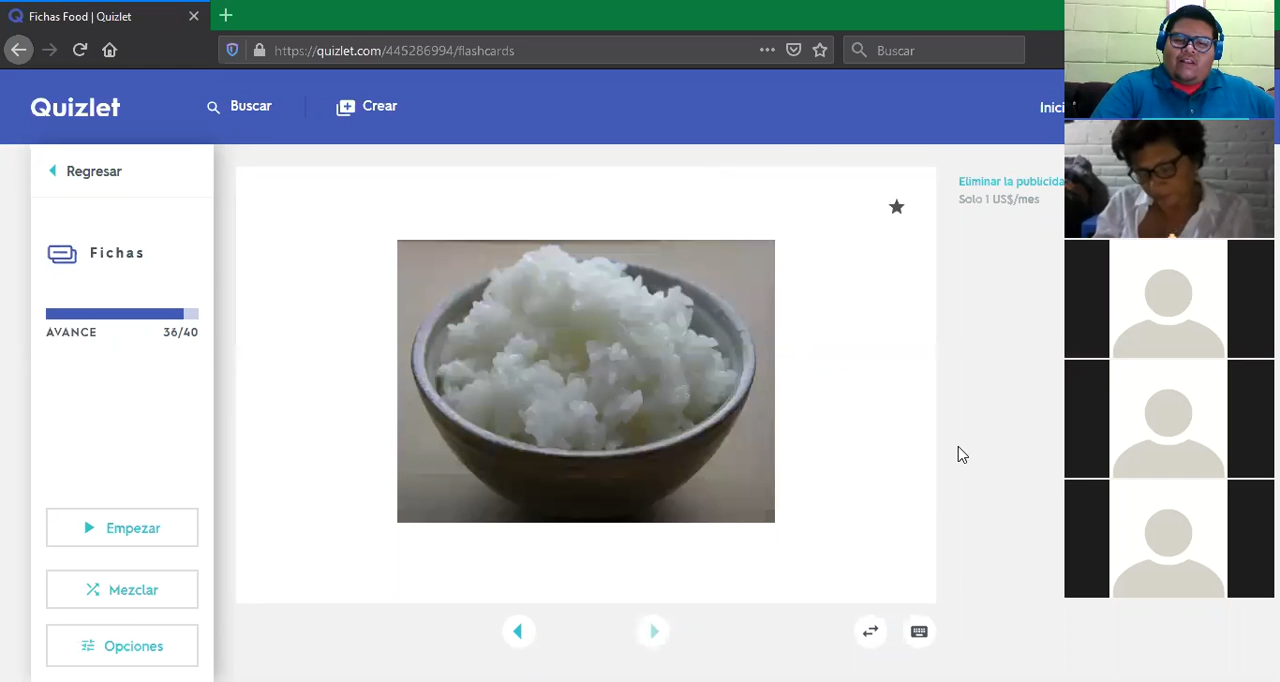 Fichas Food | Quizlet
https://quizlet.com/445286994/flashcards
Buscar
Quizlet
Buscar
Crear
Inici
Regresar
Eliminar la publicida
Solo 1 US$/mes
Fichas
AVANCE 36/40
Empezar
Mezclar
Opciones